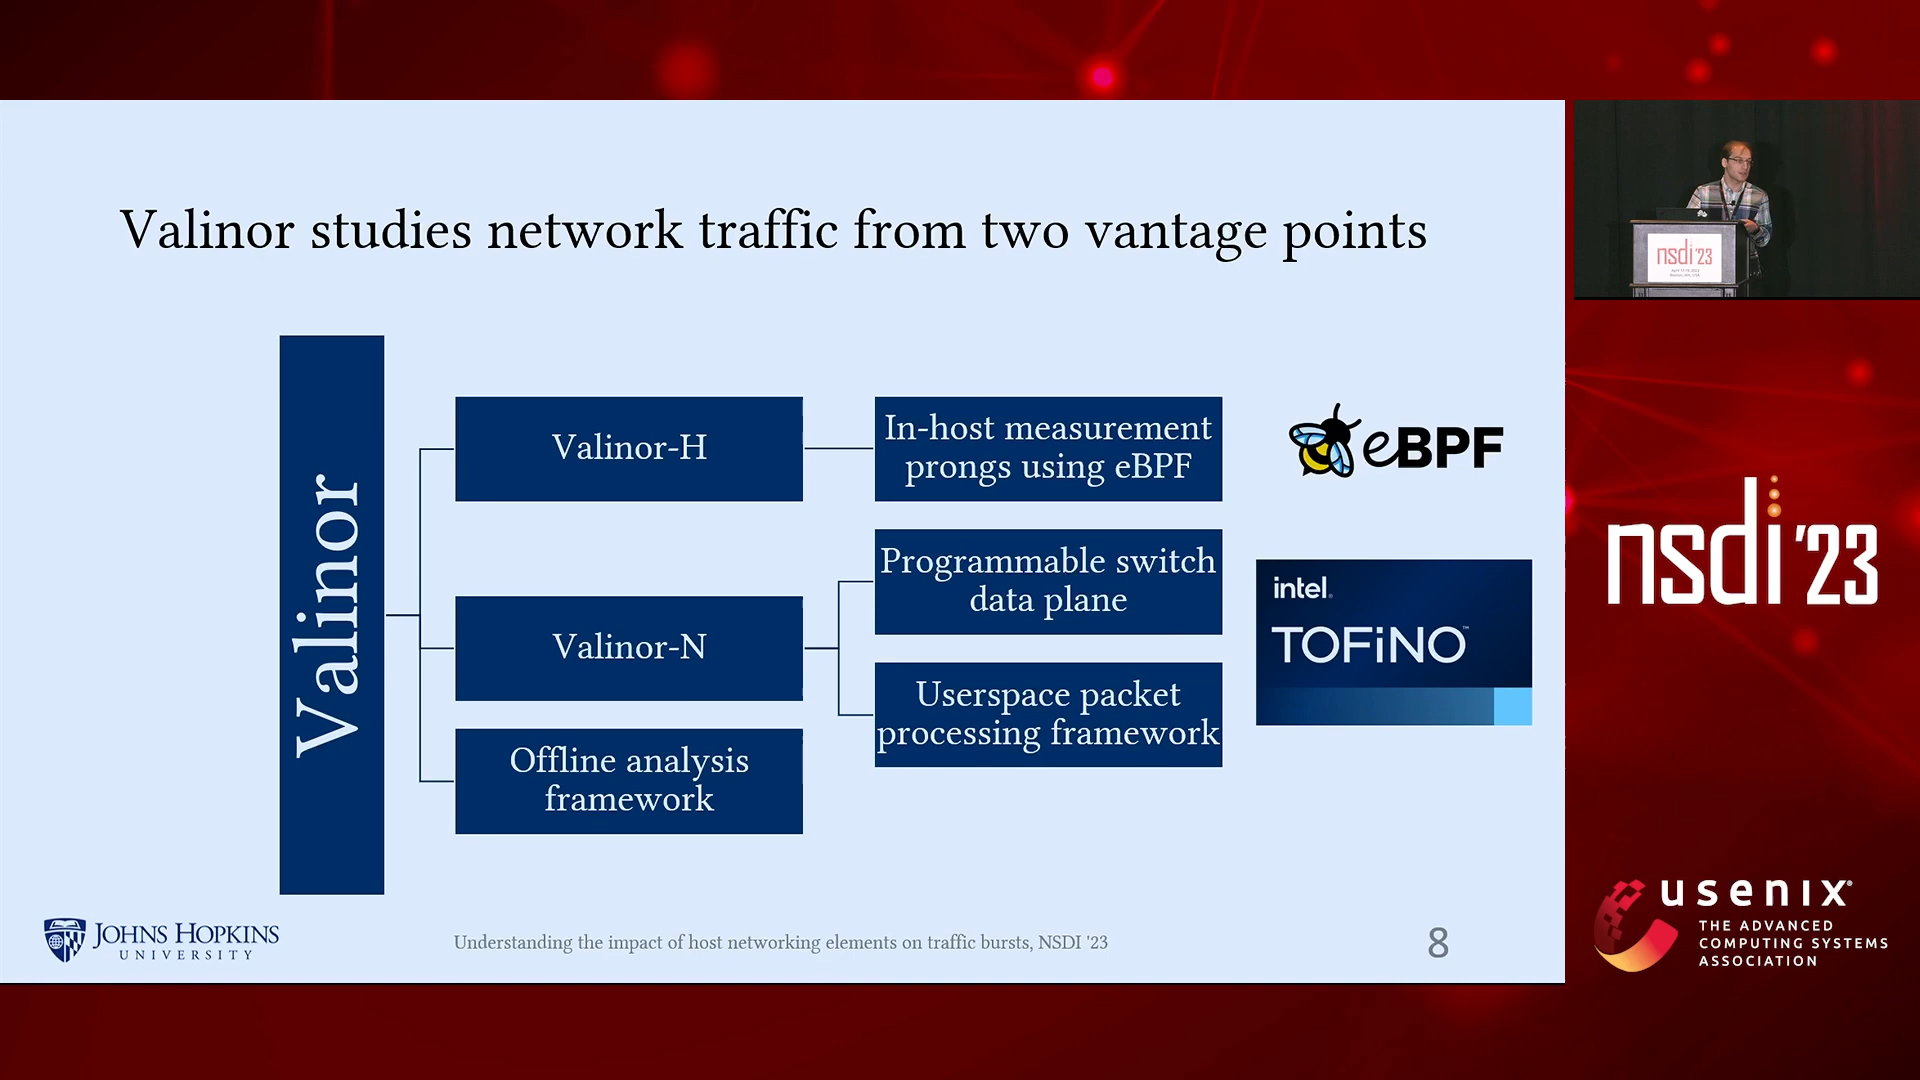 Valinor studies network traffic from two vantage points
Valinor
Valinor-H
In-host measurement
prongs using eBPF
eBPF
Valinor-N
Programmable switch
data plane
Userspace packet
processing framework
intel.
TOFiNO™
Offline analysis
framework
JOHNS HOPKINS
UNIVERSITY
Understanding the impact of host networking elements on traffic bursts, NSDI '23
8
nsdi '23
nsdi '23
usenix®
THE ADVANCED
COMPUTING SYSTEMS
ASSOCIATION